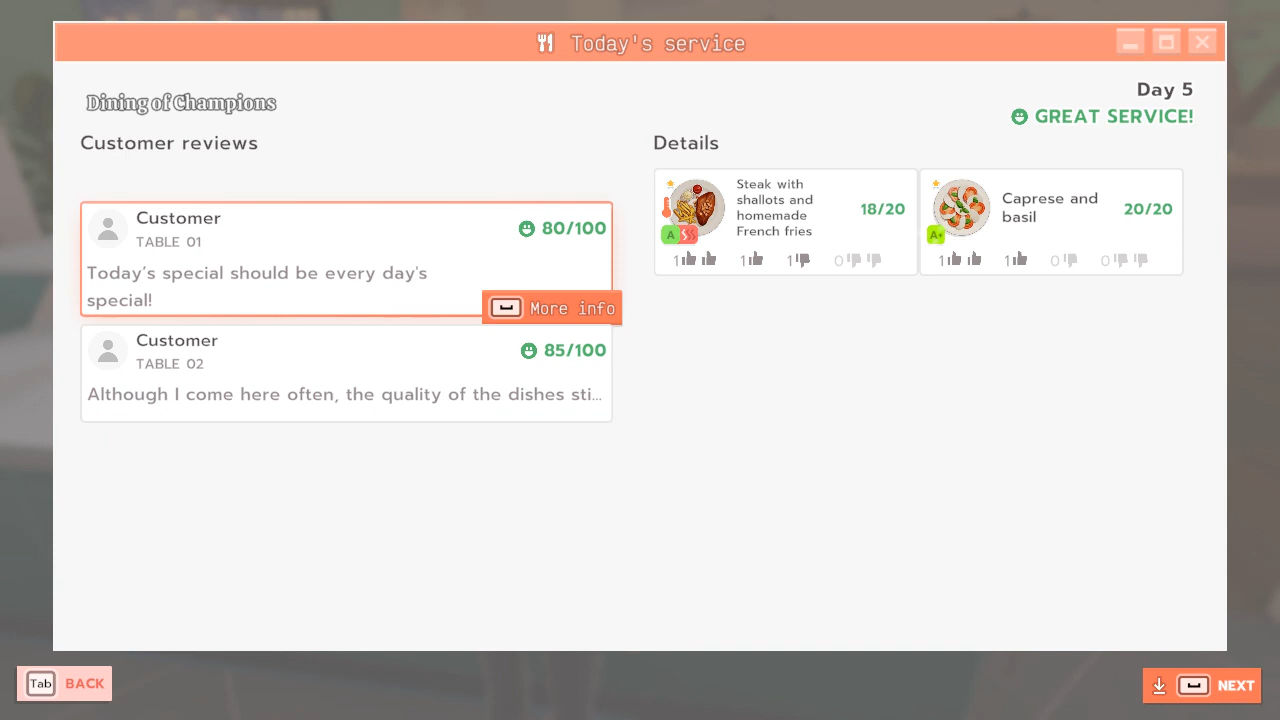 Today's service
Dining of Champions
Day 5
GREAT SERVICE!
Customer reviews
Customer
TABLE 01
80/100
Today's special should be every day's
special!
More info
Customer
TABLE 02
85/100
Although I come here often, the quality of the dishes sti...
Details
Steak with
shallots and
homemade
French fries
18/20
A
1
1
1
0
Caprese and
basil
20/20
A+
1
1
0
0
Tab BACK
NEXT